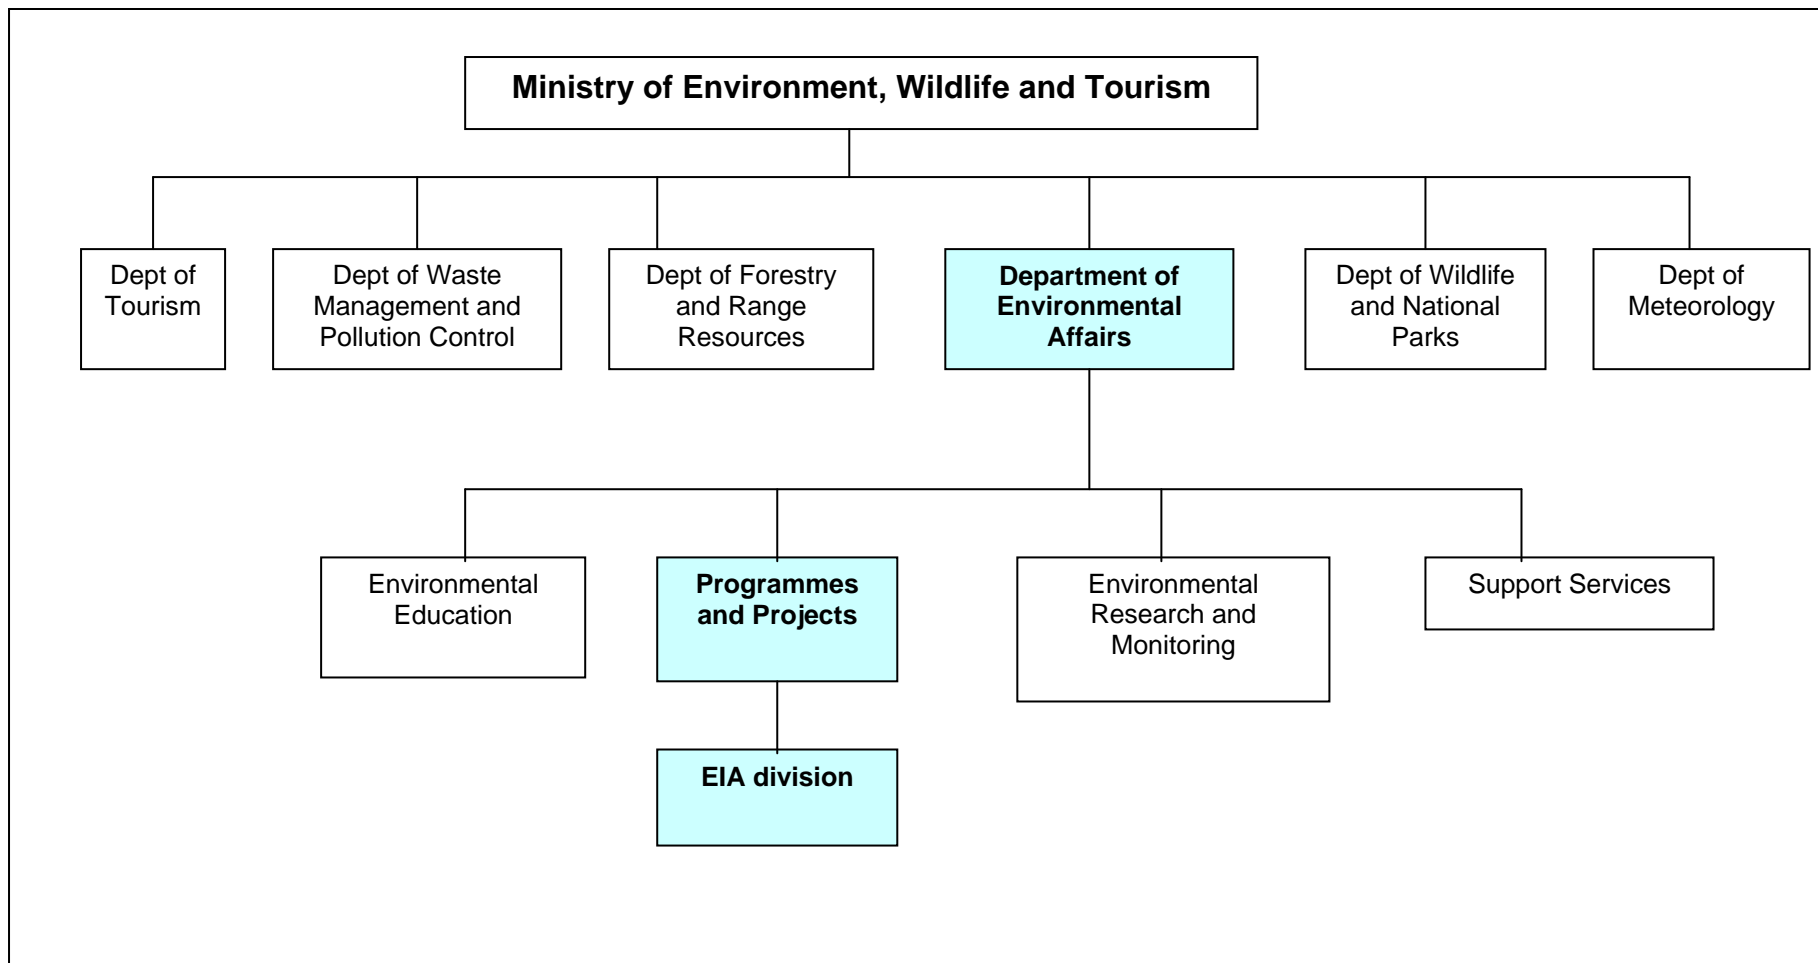 Ministry of Environment, Wildlife and Tourism
Dept of
Tourism
Dept of Waste
Management and
Pollution Control
Dept of Forestry
and Range
Resources
Department of
Environmental
Affairs
Dept of Wildlife
and National
Parks
Dept of
Meteorology
Environmental
Education
Programmes
and Projects
Environmental
Research and
Monitoring
Support Services
EIA division